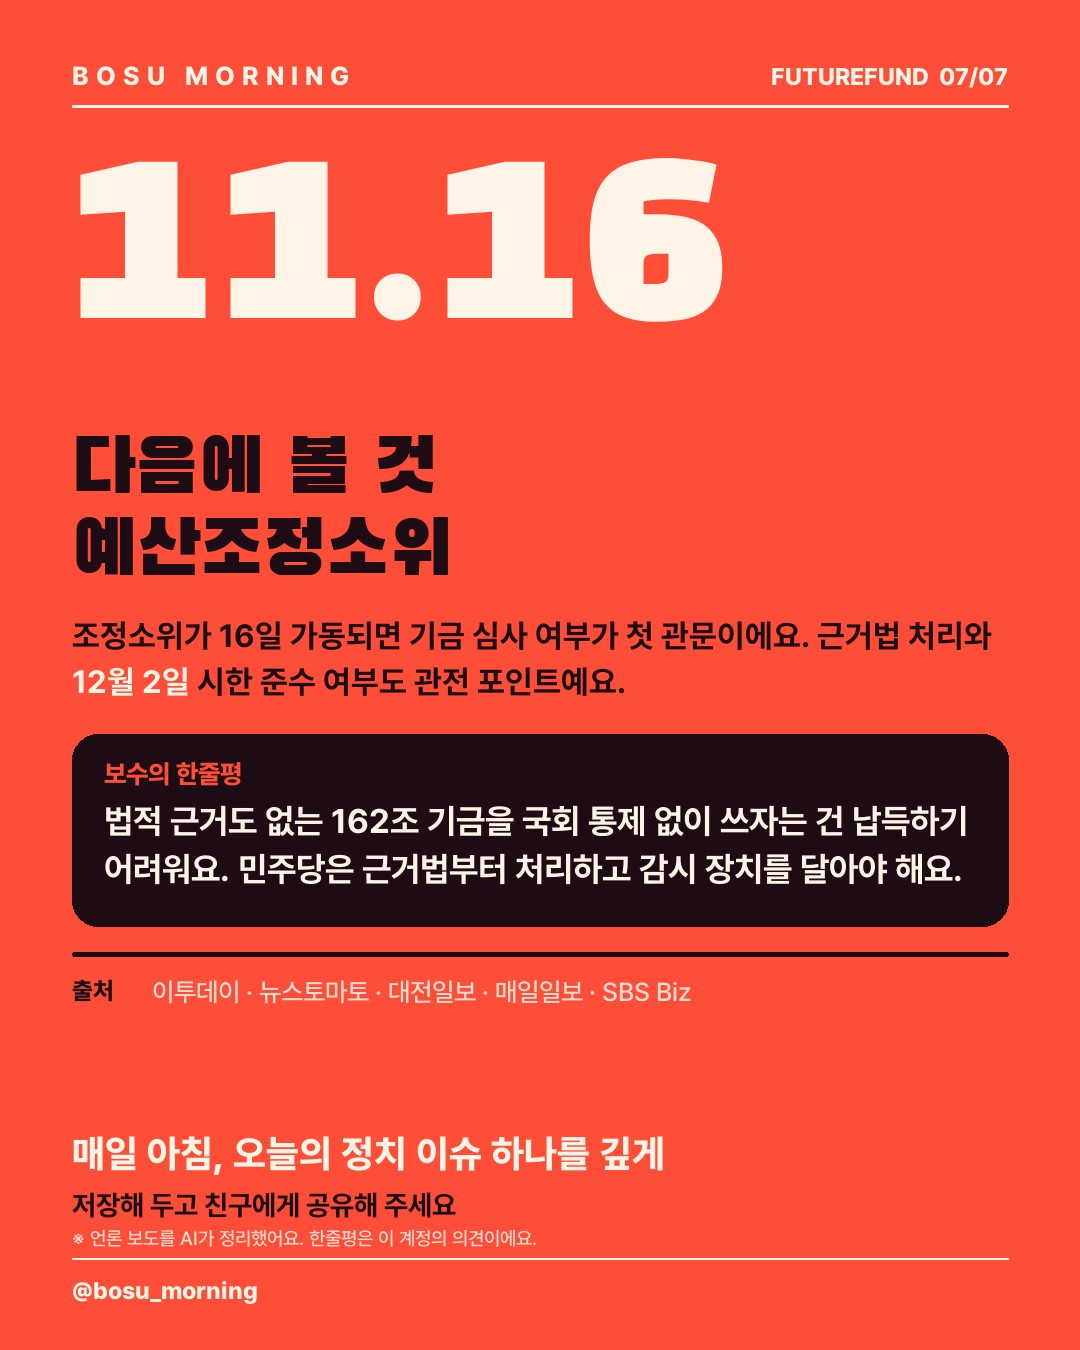 BOSU MORNING
FUTUREFUND 07/07
11.16
다음에 볼 것
예산조정소위
조정소위가 16일 가동되면 기금 심사 여부가 첫 관문이에요. 근거법 처리와
12월 2일 시한 준수 여부도 관전 포인트예요.
보수의 한줄평
법적 근거도 없는 162조 기금을 국회 통제 없이 쓰자는 건 납득하기
어려워요. 민주당은 근거법부터 처리하고 감시 장치를 달아야 해요.
출처 이투데이 · 뉴스토마토 · 대전일보 · 매일일보 · SBS Biz
매일 아침, 오늘의 정치 이슈 하나를 깊게
저장해 두고 친구에게 공유해 주세요
※ 언론 보도를 AI가 정리했어요. 한줄평은 이 계정의 의견이에요.
@bosu_morning